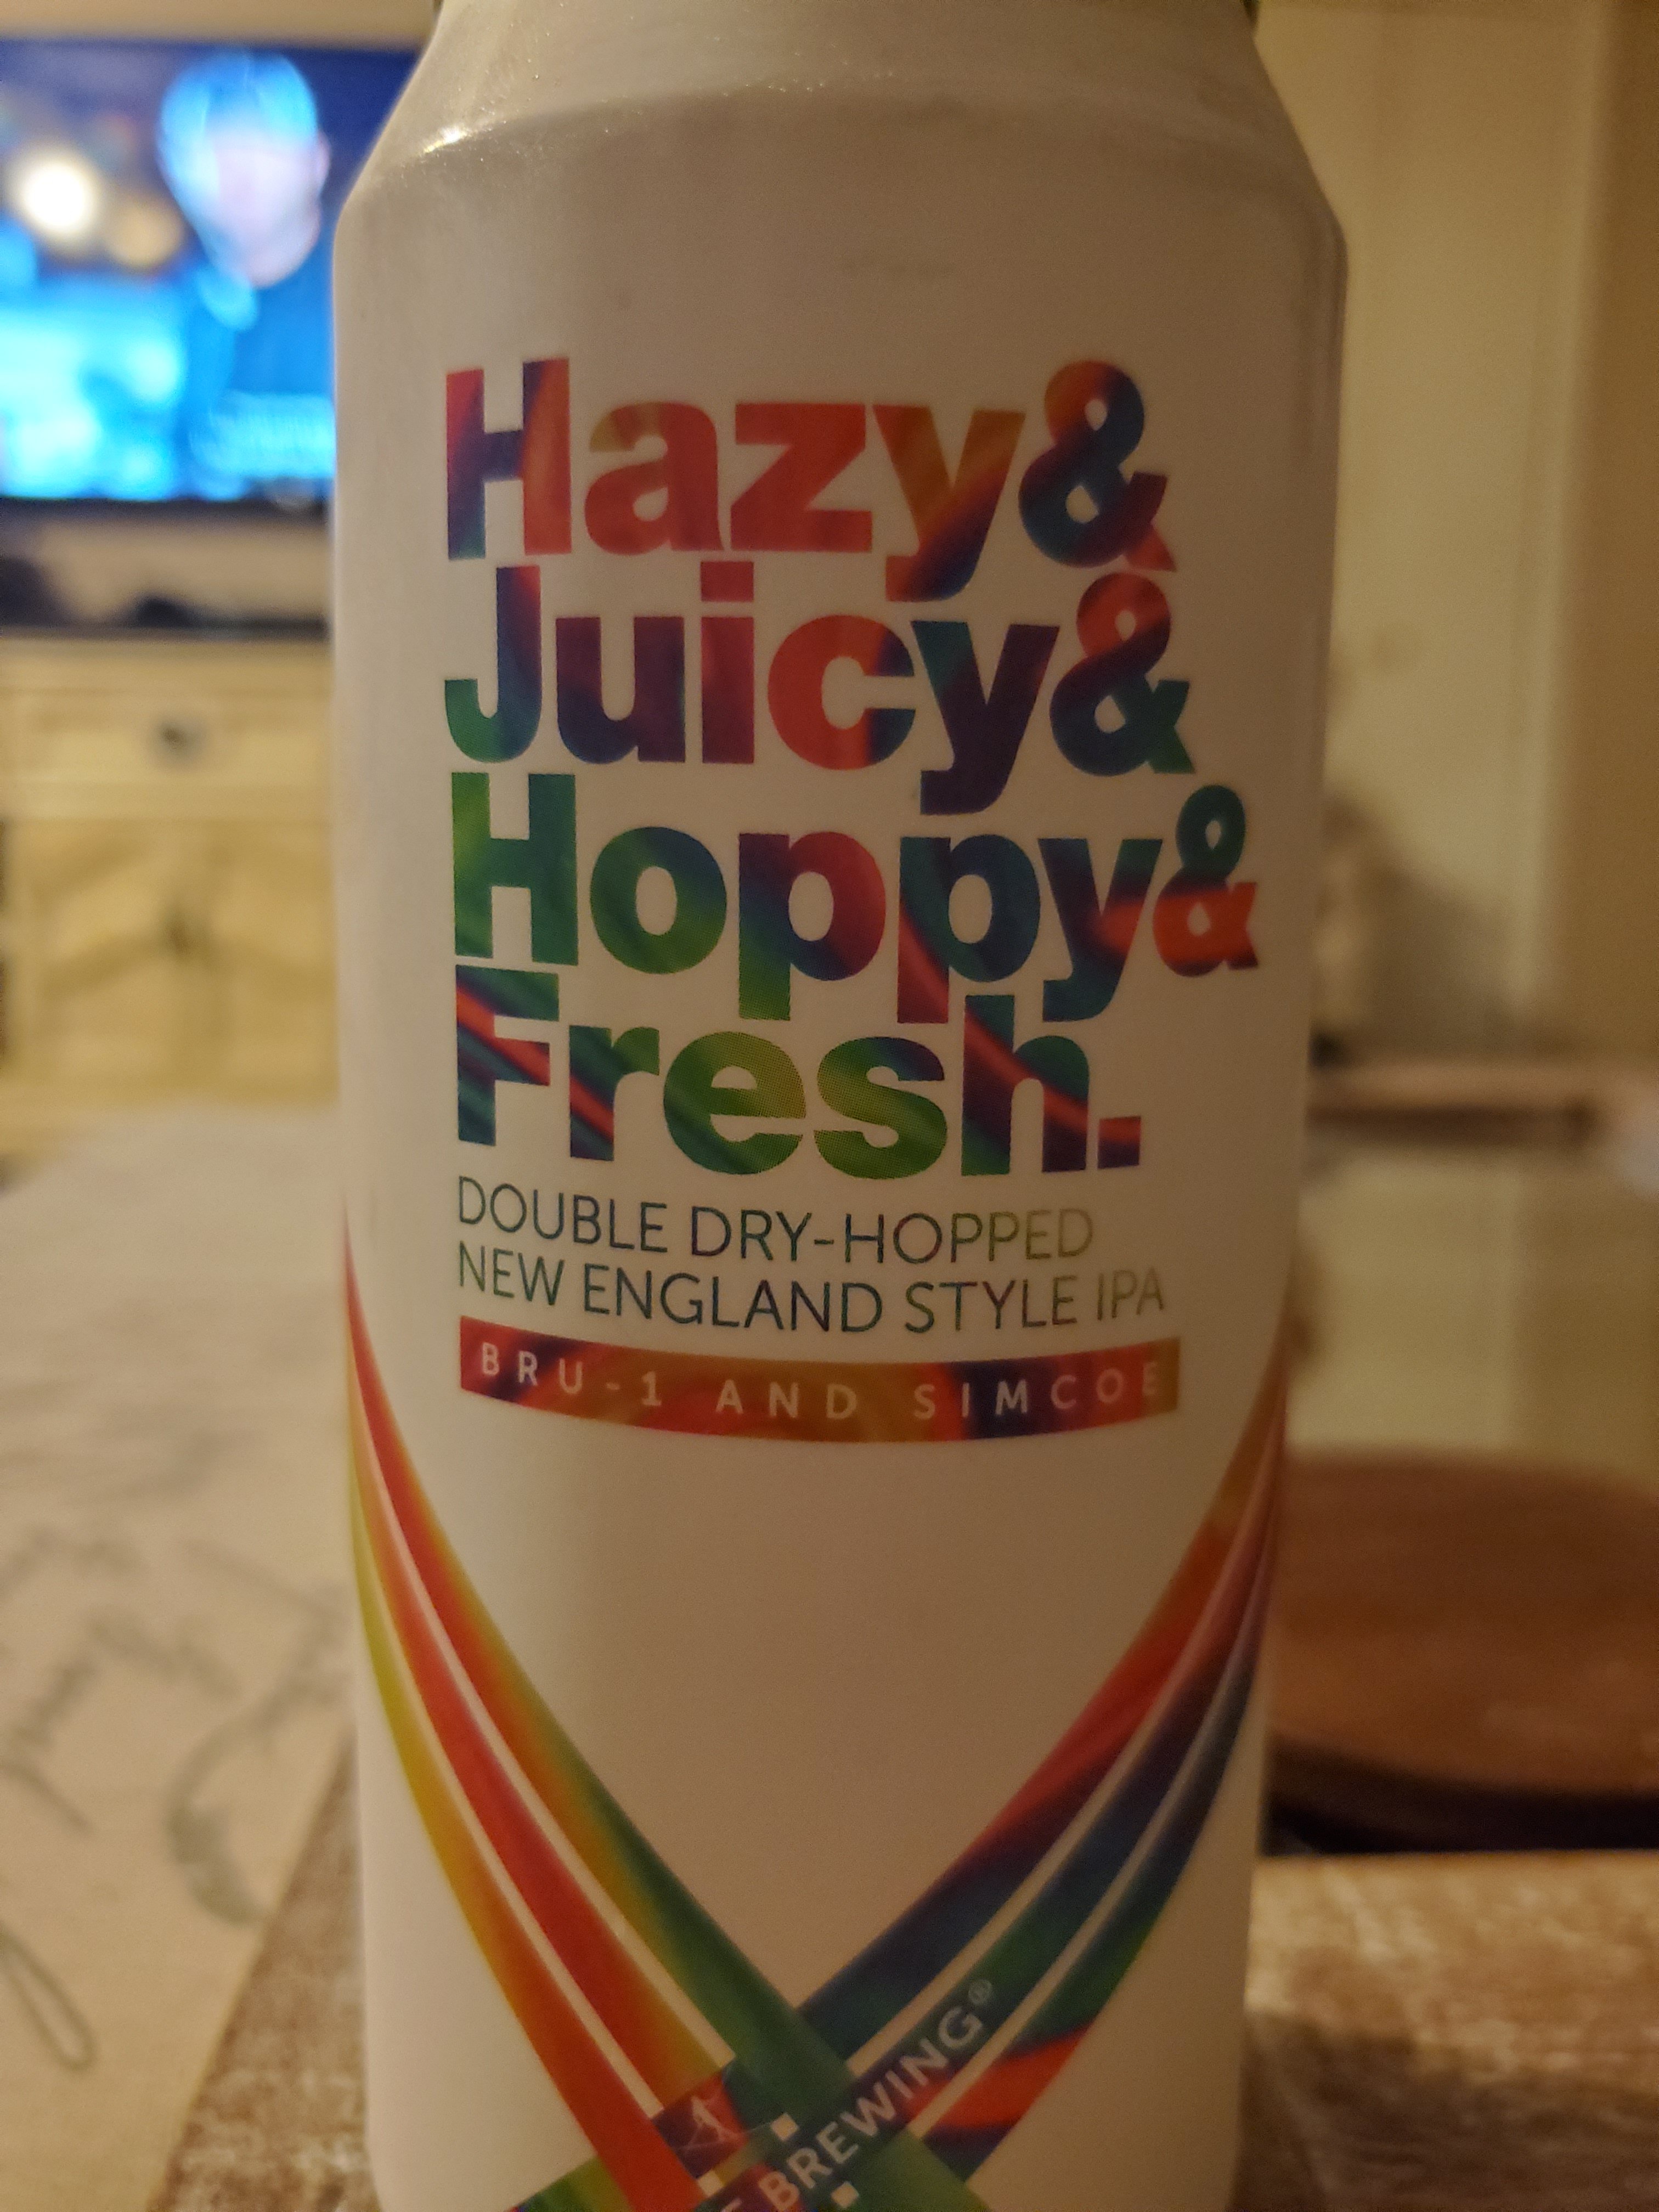 Hazy&
Juicy&
Hoppy&
Fresh.
DOUBLE DRY-HOPPED
NEW ENGLAND STYLE IPA
BRU-1 AND SIMCOE
BREWING®